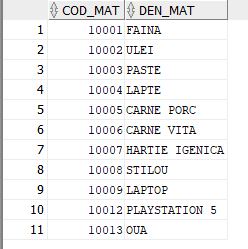 COD_MAT DEN_MAT
1 10001 FAINA
2 10002 ULEI
3 10003 PASTE
4 10004 LAPTE
5 10005 CARNE PORC
6 10006 CARNE VITA
7 10007 HARTIE IGENICA
8 10008 STILOU
9 10009 LAPTOP
10 10012 PLAYSTATION 5
11 10013 OUA